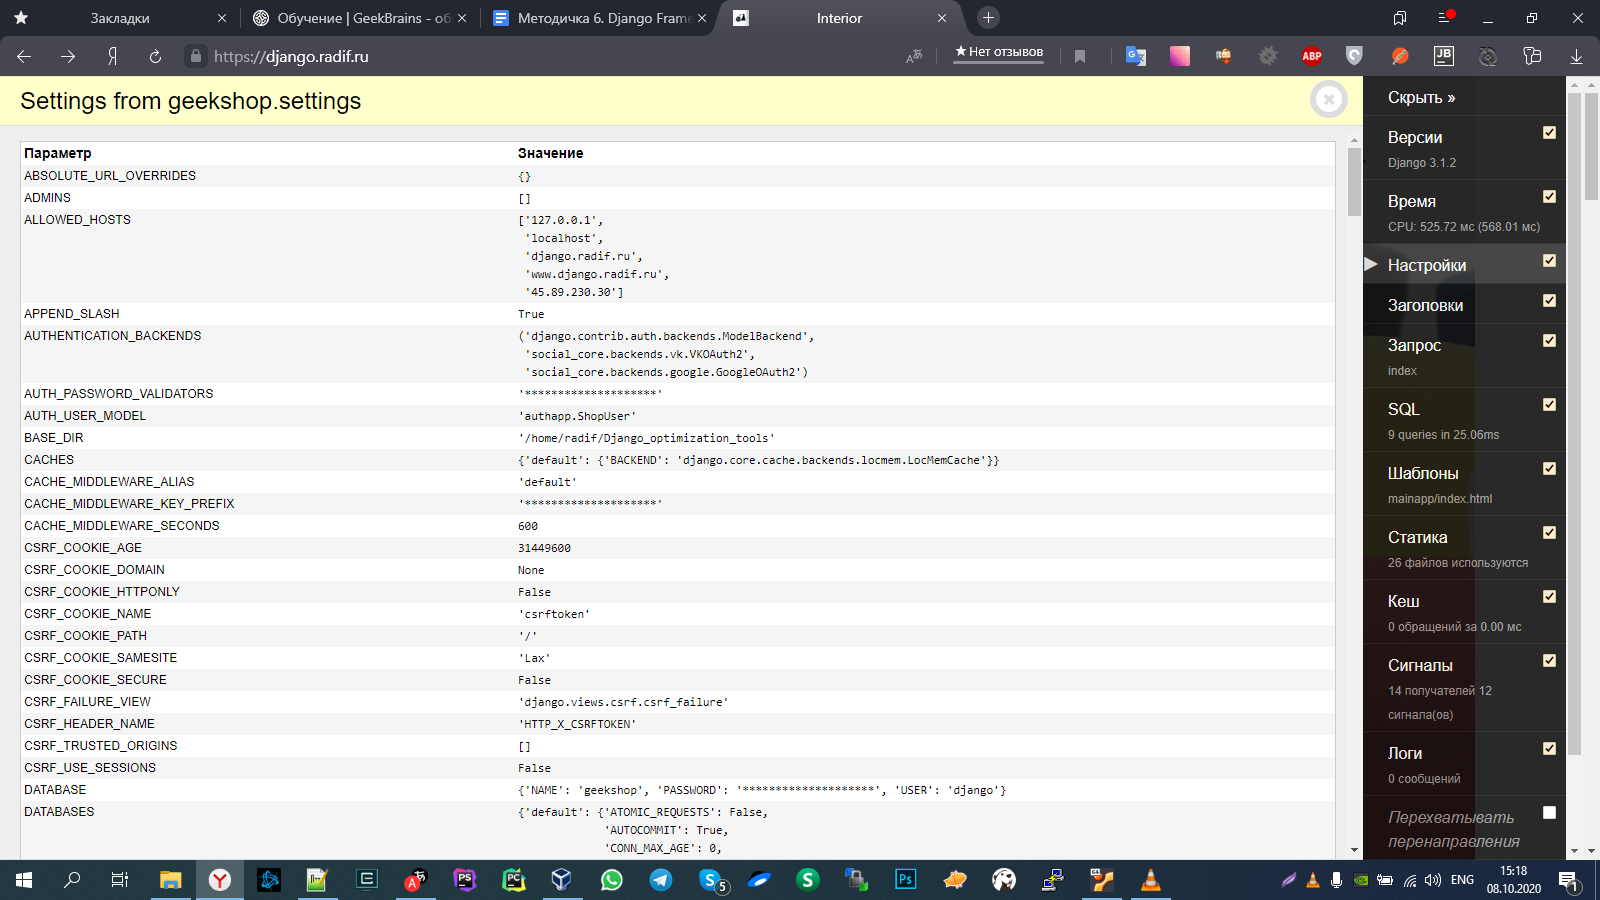 Закладки
Обучение | GeekBrains - об
Методичка 6. Django Frame
Interior
https://django.radif.ru
★ Нет отзывов
ABP
JB
Settings from geekshop.settings
Параметр Значение
ABSOLUTE_URL_OVERRIDES {}
ADMINS []
ALLOWED_HOSTS ['127.0.0.1',
'localhost',
'django.radif.ru',
'www.django.radif.ru',
'45.89.230.30']
APPEND_SLASH True
AUTHENTICATION_BACKENDS ('django.contrib.auth.backends.ModelBackend',
'social_core.backends.vk.VKOAuth2',
'social_core.backends.google.GoogleOAuth2')
AUTH_PASSWORD_VALIDATORS '********************'
AUTH_USER_MODEL 'authapp.ShopUser'
BASE_DIR '/home/radif/Django_optimization_tools'
CACHES {'default': {'BACKEND': 'django.core.cache.backends.locmem.LocMemCache'}}
CACHE_MIDDLEWARE_ALIAS 'default'
CACHE_MIDDLEWARE_KEY_PREFIX '********************'
CACHE_MIDDLEWARE_SECONDS 600
CSRF_COOKIE_AGE 31449600
CSRF_COOKIE_DOMAIN None
CSRF_COOKIE_HTTPONLY False
CSRF_COOKIE_NAME 'csrftoken'
CSRF_COOKIE_PATH '/'
CSRF_COOKIE_SAMESITE 'Lax'
CSRF_COOKIE_SECURE False
CSRF_FAILURE_VIEW 'django.views.csrf.csrf_failure'
CSRF_HEADER_NAME 'HTTP_X_CSRFTOKEN'
CSRF_TRUSTED_ORIGINS []
CSRF_USE_SESSIONS False
DATABASE {'NAME': 'geekshop', 'PASSWORD': '********************', 'USER': 'django'}
DATABASES {'default': {'ATOMIC_REQUESTS': False,
'AUTOCOMMIT': True,
'CONN_MAX_AGE': 0,
Скрыть »
Версии
Django 3.1.2
Время
CPU: 525.72 мс (568.01 мс)
Настройки
Заголовки
Запрос
index
SQL
9 queries in 25.06ms
Шаблоны
mainapp/index.html
Статика
26 файлов используются
Кеш
0 обращений за 0.00 мс
Сигналы
14 получателей 12
сигнала(ов)
Логи
0 сообщений
Перехватывать
перенаправления
PS
PC
5
S
Ps
ENG
15:18
08.10.2020
1